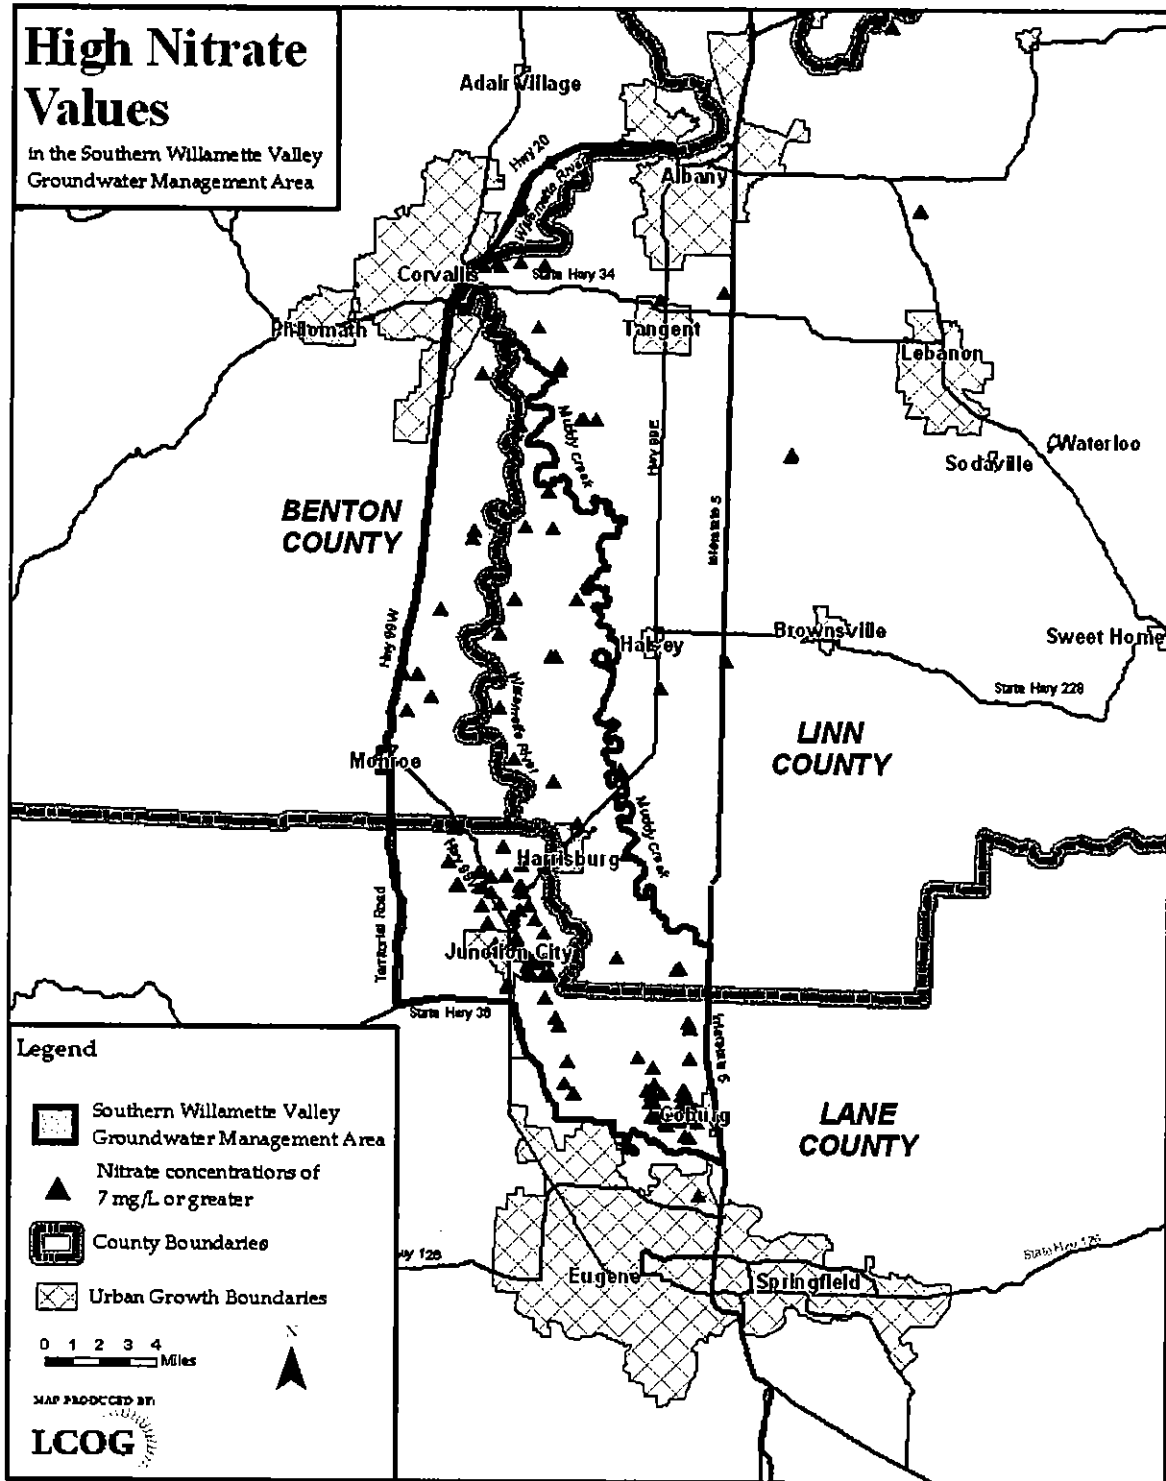 High Nitrate
Values
in the Southern Willamette Valley
Groundwater Management Area
Adair Village
Hwy 20
Willamette River
Albany
Corvallis
State Hwy 34
Philomath
Tangent
Lebanon
Muddy Creek
Hwy 99E
Waterloo
Sodaville
BENTON
COUNTY
Interstate 5
Hwy 99W
Halsey
Brownsville
Sweet Home
State Hwy 228
Willamette River
LINN
COUNTY
Monroe
Harrisburg
Muddy Creek
Territorial Road
Junction City
State Hwy 36
Interstate 5
Coburg
LANE
COUNTY
Legend
Southern Willamette Valley
Groundwater Management Area
Nitrate concentrations of
7 mg/L or greater
County Boundaries
Urban Growth Boundaries
0 1 2 3 4
Miles
N
MAP PRODUCED BY:
LCOG
126
State Hwy 126
Eugene
Springfield